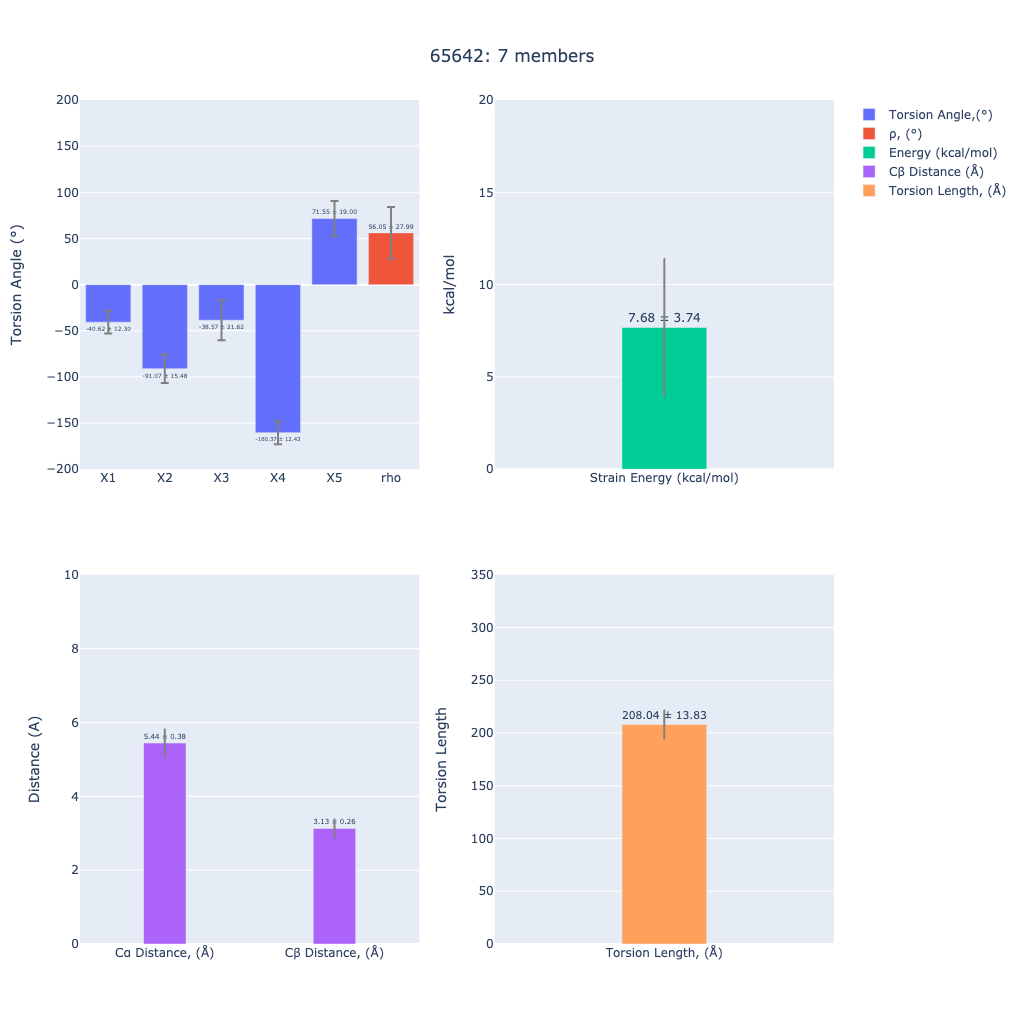 65642: 7 members
Torsion Angle (°)
200
150
100
50
0
−50
−100
−150
−200
-40.62 ± 12.30
-91.07 ± 15.48
-38.57 ± 21.62
-160.37 ± 12.43
71.55 ± 19.00
56.05 ± 27.99
X1 X2 X3 X4 X5 rho
kcal/mol
20
15
10
5
0
7.68 ± 3.74
Strain Energy (kcal/mol)
Torsion Angle,(°)
ρ, (°)
Energy (kcal/mol)
Cβ Distance (Å)
Torsion Length, (Å)
Distance (A)
10
8
6
4
2
0
5.44 ± 0.38
3.13 ± 0.26
Cα Distance, (Å) Cβ Distance, (Å)
Torsion Length
350
300
250
200
150
100
50
0
208.04 ± 13.83
Torsion Length, (Å)